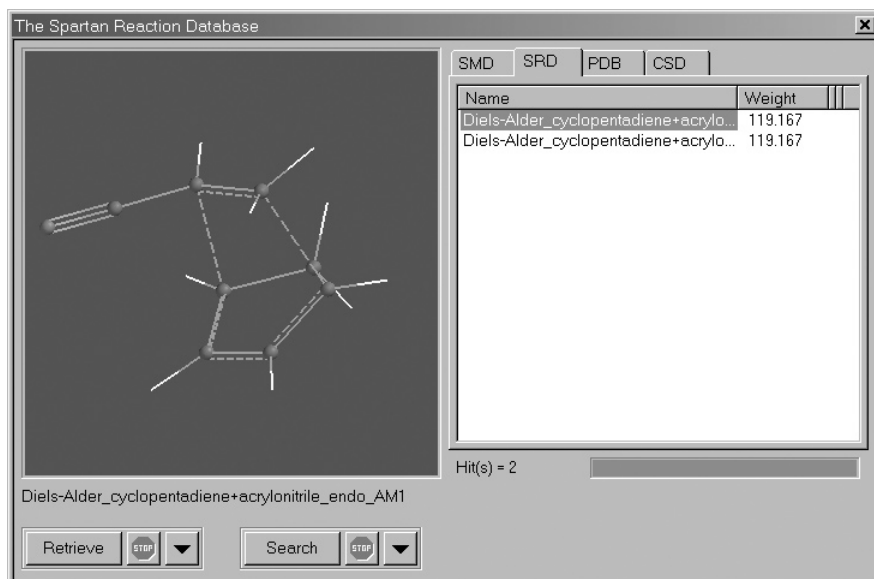 The Spartan Reaction Database
SMD SRD PDB CSD
Name Weight
Diels-Alder_cyclopentadiene+acrylo... 119.167
Diels-Alder_cyclopentadiene+acrylo... 119.167
Hit(s) = 2
Diels-Alder_cyclopentadiene+acrylonitrile_endo_AM1
Retrieve STOP Search STOP